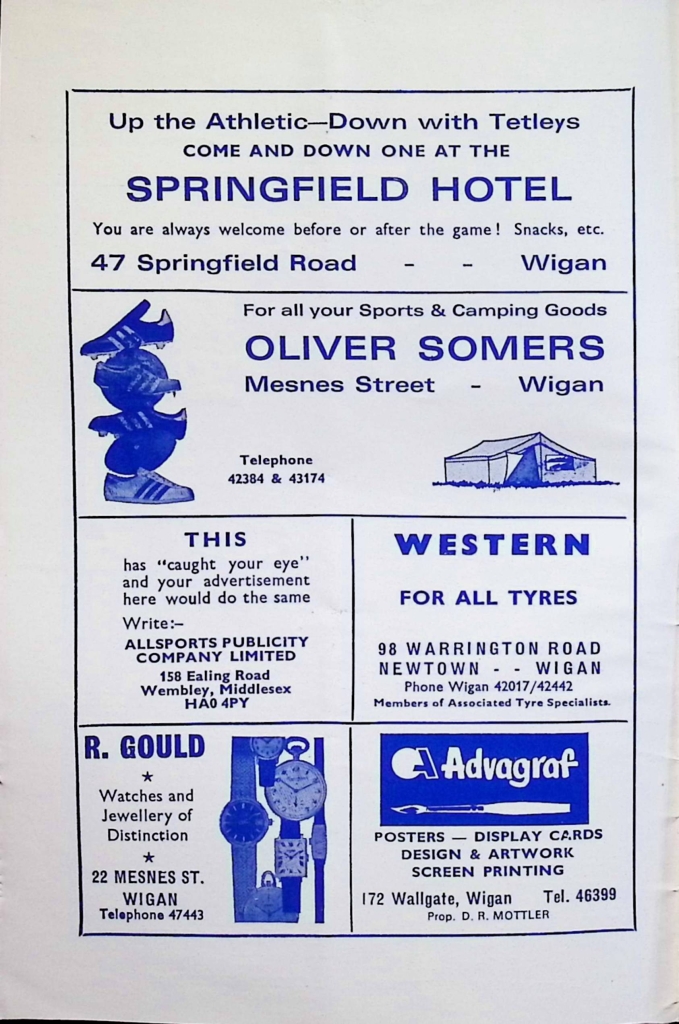 Up the Athletic—Down with Tetleys
COME AND DOWN ONE AT THE
SPRINGFIELD HOTEL
You are always welcome before or after the game! Snacks, etc.
47 Springfield Road - - Wigan
For all your Sports & Camping Goods
OLIVER SOMERS
Mesnes Street - Wigan
Telephone
42384 & 43174
THIS
has "caught your eye"
and your advertisement
here would do the same
Write:–
ALLSPORTS PUBLICITY
COMPANY LIMITED
158 Ealing Road
Wembley, Middlesex
HA0 4PY
WESTERN
FOR ALL TYRES
98 WARRINGTON ROAD
NEWTOWN - - WIGAN
Phone Wigan 42017/42442
Members of Associated Tyre Specialists.
R. GOULD
★
Watches and
Jewellery of
Distinction
★
22 MESNES ST.
WIGAN
Telephone 47443
Advagraf
POSTERS — DISPLAY CARDS
DESIGN & ARTWORK
SCREEN PRINTING
172 Wallgate, Wigan Tel. 46399
Prop. D. R. MOTTLER